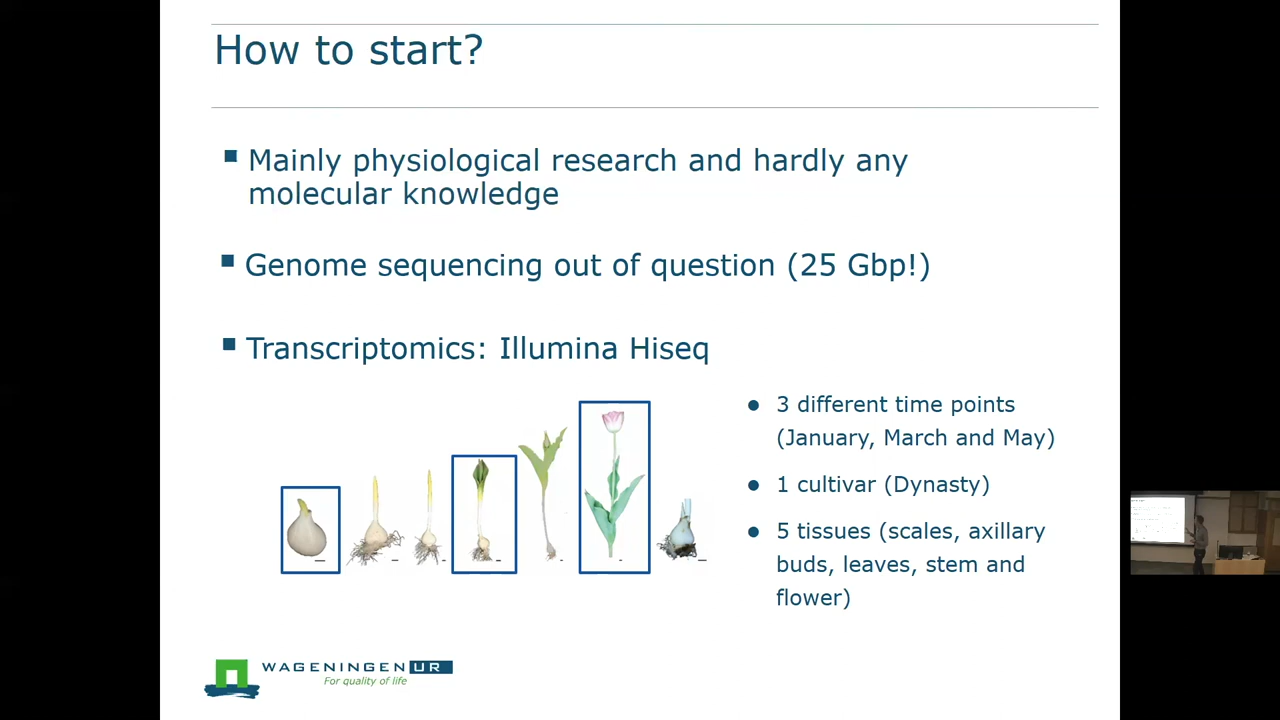 How to start?
Mainly physiological research and hardly any
molecular knowledge
Genome sequencing out of question (25 Gbp!)
Transcriptomics: Illumina Hiseq
3 different time points
(January, March and May)
1 cultivar (Dynasty)
5 tissues (scales, axillary
buds, leaves, stem and
flower)
WAGENINGEN UR
For quality of life